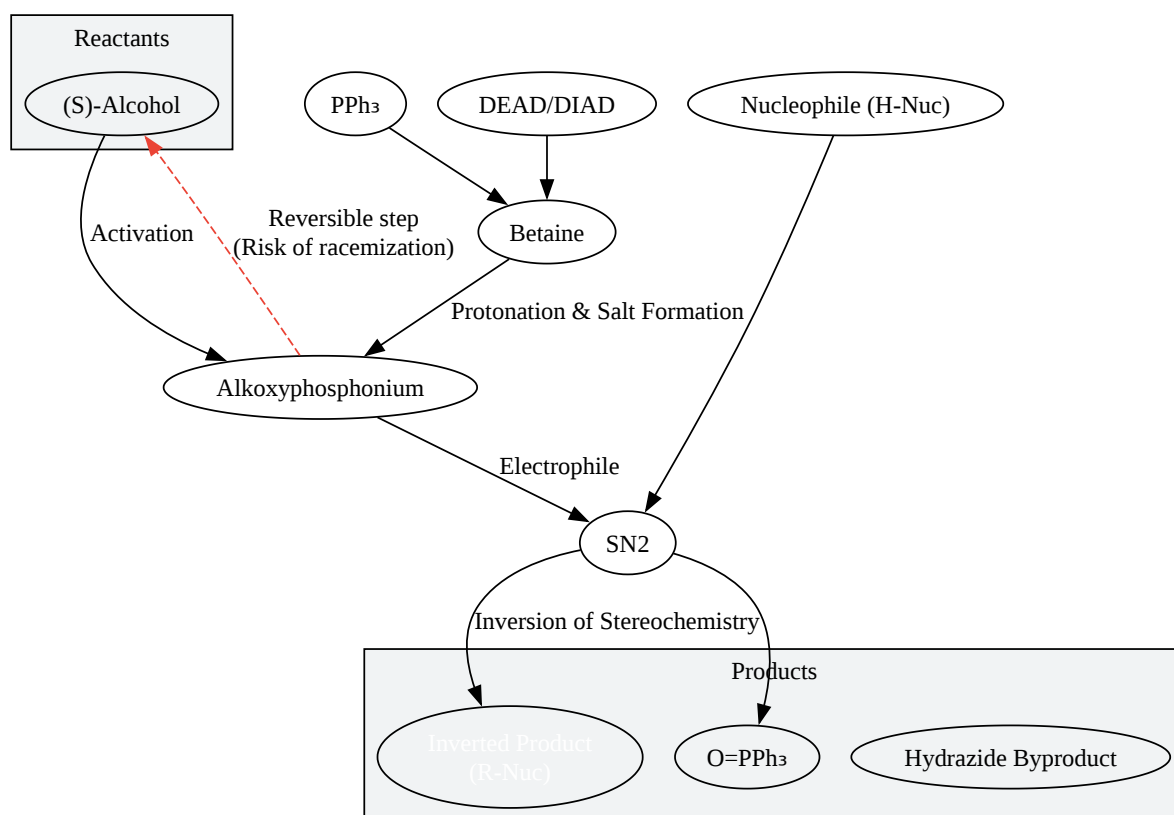 Reactants
(S)-Alcohol
PPh₃
DEAD/DIAD
Nucleophile (H-Nuc)
Activation
Reversible step
(Risk of racemization)
Betaine
Protonation & Salt Formation
Alkoxyphosphonium
Electrophile
SN2
Inversion of Stereochemistry
Products
Inverted Product
(R-Nuc)
O=PPh₃
Hydrazide Byproduct